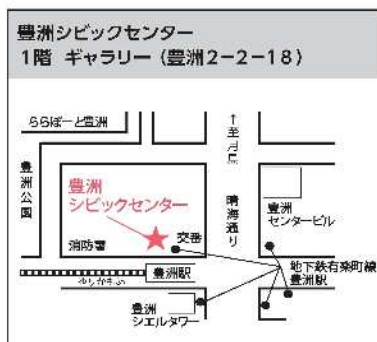 豊洲シビックセンター
1階 ギャラリー（豊洲2−2−18）
ららぽーと豊洲
↑至月島
晴海通り
豊洲公園
豊洲
シビックセンター
豊洲
センタービル
消防署
交番
豊洲駅
ゆりかもめ
地下鉄有楽町線
豊洲駅
豊洲
シエルタワー